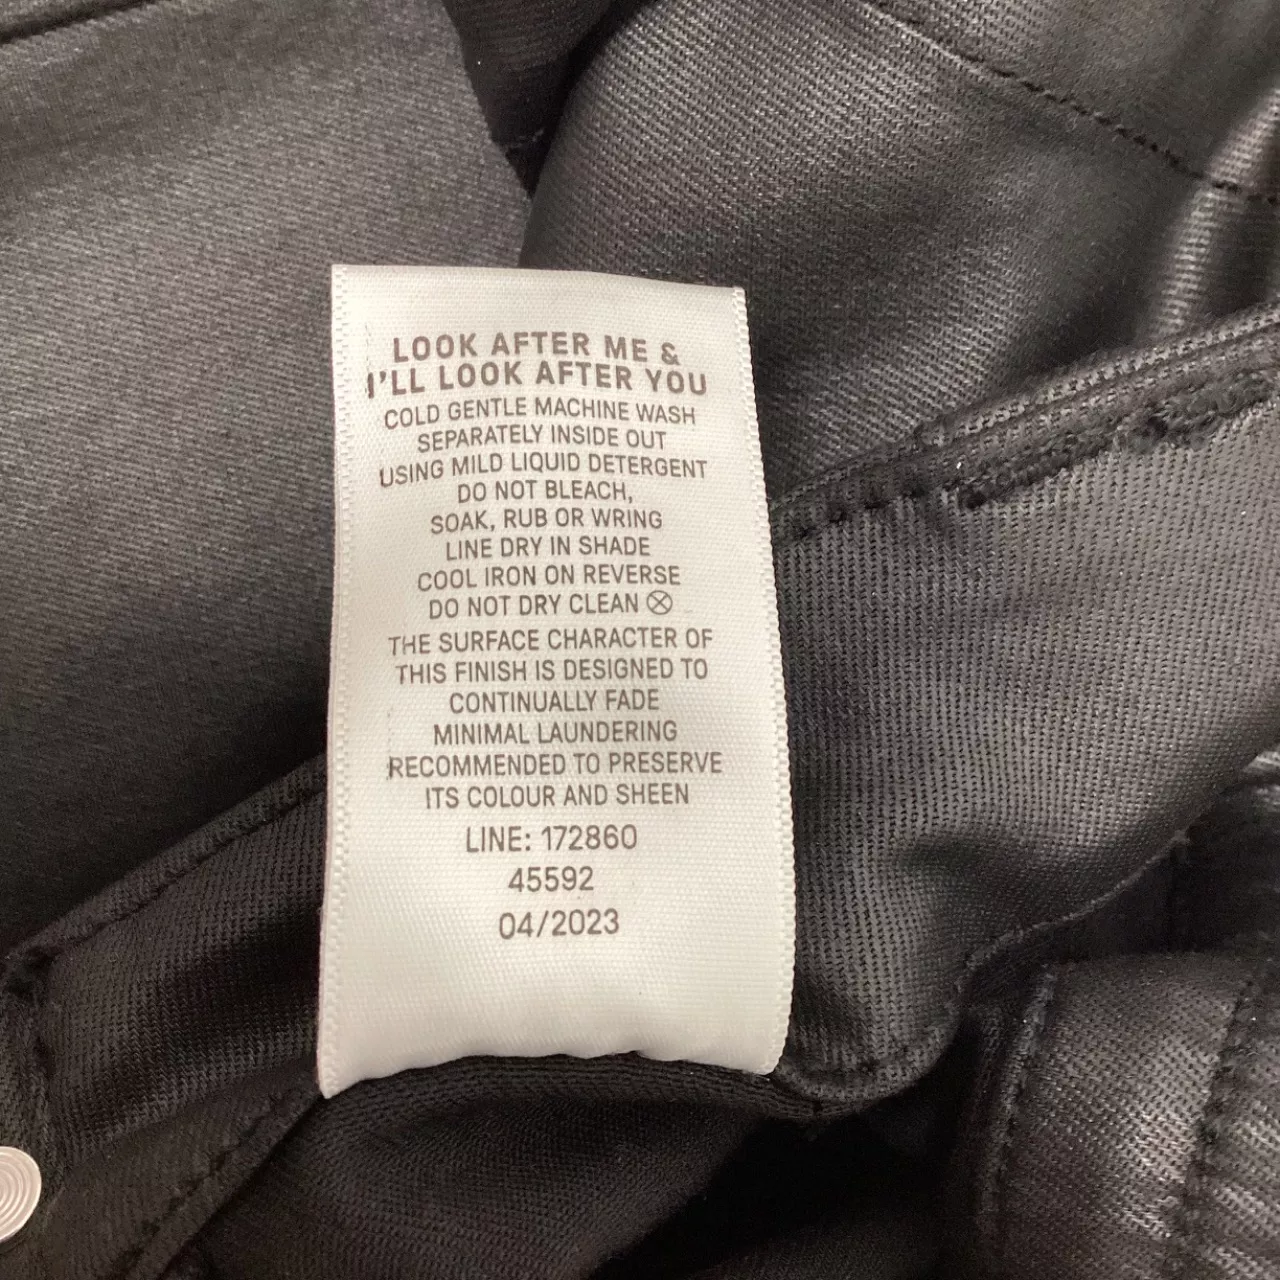 LOOK AFTER ME &
I'LL LOOK AFTER YOU
COLD GENTLE MACHINE WASH
SEPARATELY INSIDE OUT
USING MILD LIQUID DETERGENT
DO NOT BLEACH,
SOAK, RUB OR WRING
LINE DRY IN SHADE
COOL IRON ON REVERSE
DO NOT DRY CLEAN
THE SURFACE CHARACTER OF
THIS FINISH IS DESIGNED TO
CONTINUALLY FADE
MINIMAL LAUNDERING
RECOMMENDED TO PRESERVE
ITS COLOUR AND SHEEN
LINE: 172860
45592
04/2023